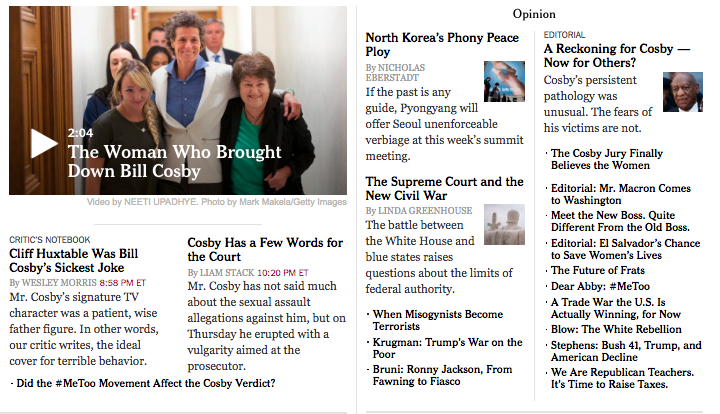 2:04
The Woman Who Brought
Down Bill Cosby
Video by NEETI UPADHYE. Photo by Mark Makela/Getty Images
CRITIC'S NOTEBOOK
Cliff Huxtable Was Bill
Cosby's Sickest Joke
By WESLEY MORRIS 8:58 PM ET
Mr. Cosby's signature TV
character was a patient, wise
father figure. In other words,
our critic writes, the ideal
cover for terrible behavior.
Cosby Has a Few Words for
the Court
By LIAM STACK 10:20 PM ET
Mr. Cosby has not said much
about the sexual assault
allegations against him, but on
Thursday he erupted with a
vulgarity aimed at the
prosecutor.
· Did the #MeToo Movement Affect the Cosby Verdict?
Opinion
North Korea's Phony Peace
Ploy
By NICHOLAS
EBERSTADT
If the past is any
guide, Pyongyang will
offer Seoul unenforceable
verbiage at this week's summit
meeting.
The Supreme Court and the
New Civil War
By LINDA GREENHOUSE
The battle between
the White House and
blue states raises
questions about the limits of
federal authority.
· When Misogynists Become
Terrorists
· Krugman: Trump's War on the
Poor
· Bruni: Ronny Jackson, From
Fawning to Fiasco
EDITORIAL
A Reckoning for Cosby —
Now for Others?
Cosby's persistent
pathology was
unusual. The fears of
his victims are not.
· The Cosby Jury Finally
Believes the Women
· Editorial: Mr. Macron Comes
to Washington
· Meet the New Boss. Quite
Different From the Old Boss.
· Editorial: El Salvador's Chance
to Save Women's Lives
· The Future of Frats
· Dear Abby: #MeToo
· A Trade War the U.S. Is
Actually Winning, for Now
· Blow: The White Rebellion
· Stephens: Bush 41, Trump, and
American Decline
· We Are Republican Teachers.
It's Time to Raise Taxes.